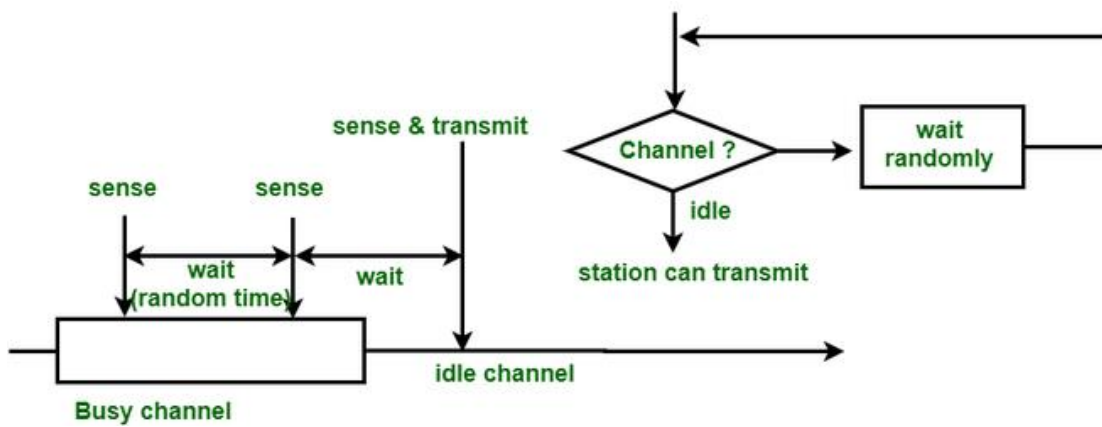 sense & transmit
sense
sense
wait
(random time)
wait
Busy channel
idle channel
Channel ?
wait
randomly
idle
station can transmit